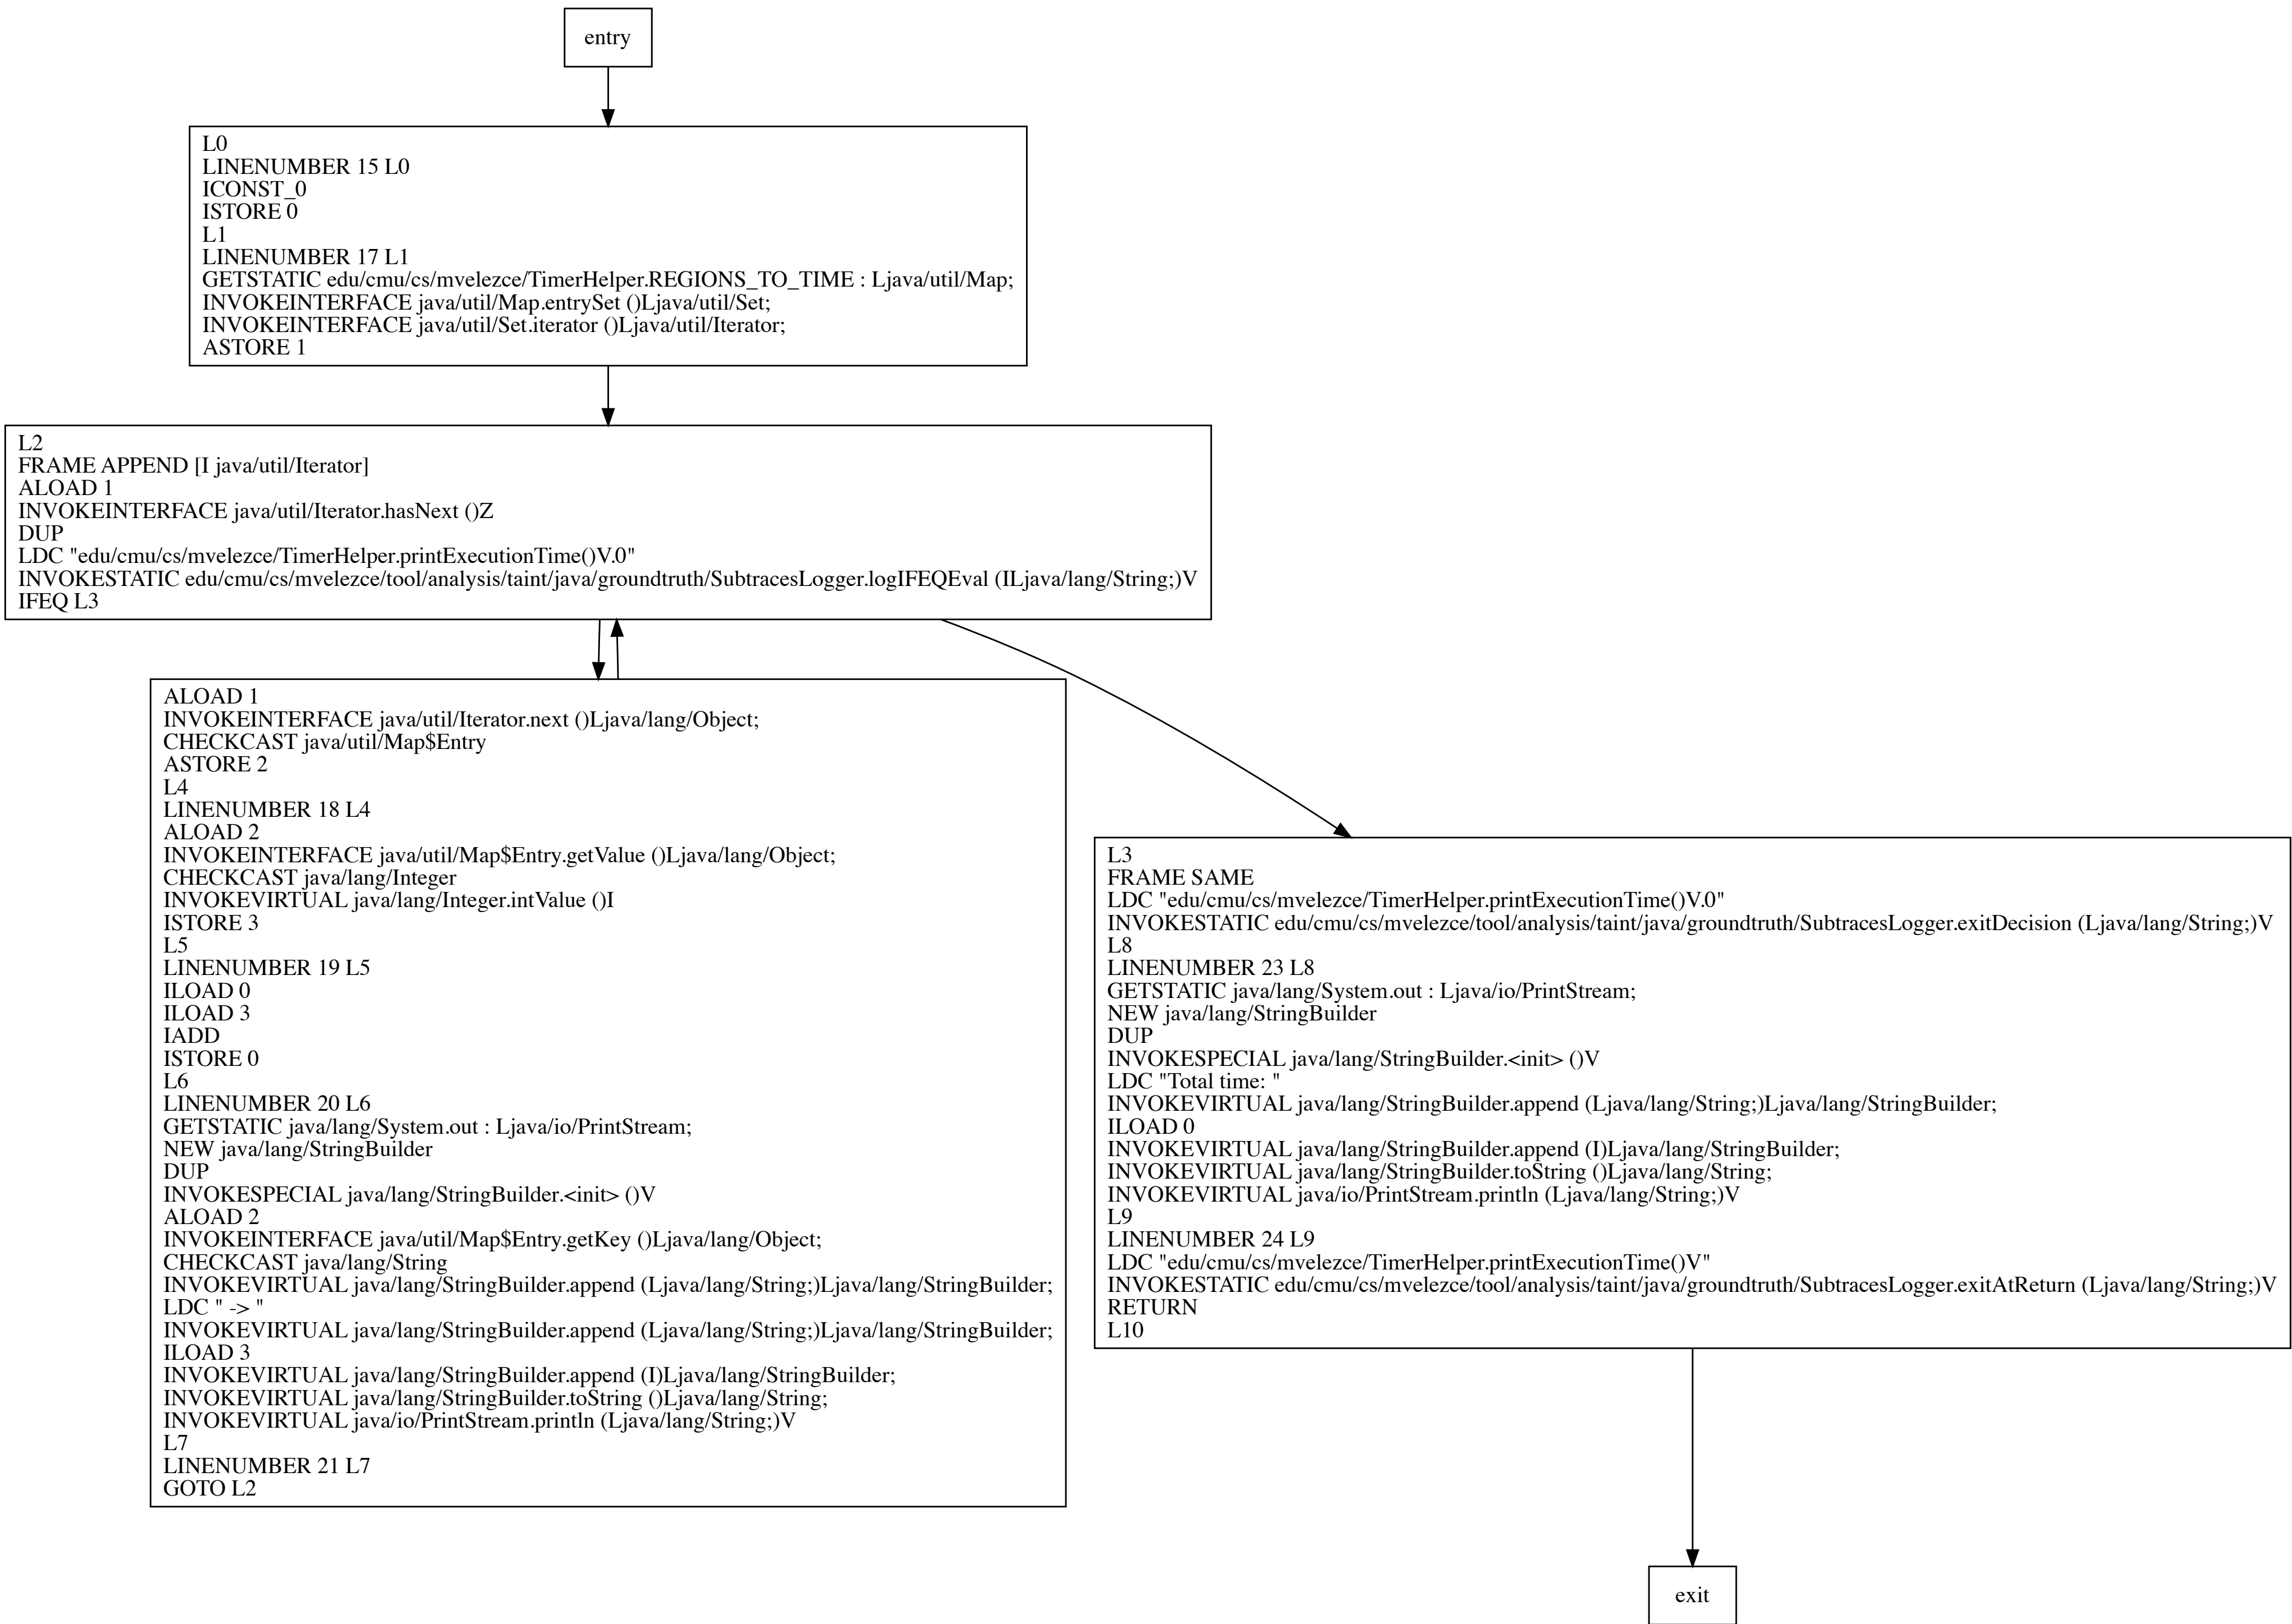 entry
L0
LINENUMBER 15 L0
ICONST_0
ISTORE 0
L1
LINENUMBER 17 L1
GETSTATIC edu/cmu/cs/mvelezce/TimerHelper.REGIONS_TO_TIME : Ljava/util/Map;
INVOKEINTERFACE java/util/Map.entrySet ()Ljava/util/Set;
INVOKEINTERFACE java/util/Set.iterator ()Ljava/util/Iterator;
ASTORE 1
L2
FRAME APPEND [I java/util/Iterator]
ALOAD 1
INVOKEINTERFACE java/util/Iterator.hasNext ()Z
DUP
LDC "edu/cmu/cs/mvelezce/TimerHelper.printExecutionTime()V.0"
INVOKESTATIC edu/cmu/cs/mvelezce/tool/analysis/taint/java/groundtruth/SubtracesLogger.logIFEQEval (ILjava/lang/String;)V
IFEQ L3
ALOAD 1
INVOKEINTERFACE java/util/Iterator.next ()Ljava/lang/Object;
CHECKCAST java/util/Map$Entry
ASTORE 2
L4
LINENUMBER 18 L4
ALOAD 2
INVOKEINTERFACE java/util/Map$Entry.getValue ()Ljava/lang/Object;
CHECKCAST java/lang/Integer
INVOKEVIRTUAL java/lang/Integer.intValue ()I
ISTORE 3
L5
LINENUMBER 19 L5
ILOAD 0
ILOAD 3
IADD
ISTORE 0
L6
LINENUMBER 20 L6
GETSTATIC java/lang/System.out : Ljava/io/PrintStream;
NEW java/lang/StringBuilder
DUP
INVOKESPECIAL java/lang/StringBuilder.<init> ()V
ALOAD 2
INVOKEINTERFACE java/util/Map$Entry.getKey ()Ljava/lang/Object;
CHECKCAST java/lang/String
INVOKEVIRTUAL java/lang/StringBuilder.append (Ljava/lang/String;)Ljava/lang/StringBuilder;
LDC " -> "
INVOKEVIRTUAL java/lang/StringBuilder.append (Ljava/lang/String;)Ljava/lang/StringBuilder;
ILOAD 3
INVOKEVIRTUAL java/lang/StringBuilder.append (I)Ljava/lang/StringBuilder;
INVOKEVIRTUAL java/lang/StringBuilder.toString ()Ljava/lang/String;
INVOKEVIRTUAL java/io/PrintStream.println (Ljava/lang/String;)V
L7
LINENUMBER 21 L7
GOTO L2
L3
FRAME SAME
LDC "edu/cmu/cs/mvelezce/TimerHelper.printExecutionTime()V.0"
INVOKESTATIC edu/cmu/cs/mvelezce/tool/analysis/taint/java/groundtruth/SubtracesLogger.exitDecision (Ljava/lang/String;)V
L8
LINENUMBER 23 L8
GETSTATIC java/lang/System.out : Ljava/io/PrintStream;
NEW java/lang/StringBuilder
DUP
INVOKESPECIAL java/lang/StringBuilder.<init> ()V
LDC "Total time: "
INVOKEVIRTUAL java/lang/StringBuilder.append (Ljava/lang/String;)Ljava/lang/StringBuilder;
ILOAD 0
INVOKEVIRTUAL java/lang/StringBuilder.append (I)Ljava/lang/StringBuilder;
INVOKEVIRTUAL java/lang/StringBuilder.toString ()Ljava/lang/String;
INVOKEVIRTUAL java/io/PrintStream.println (Ljava/lang/String;)V
L9
LINENUMBER 24 L9
LDC "edu/cmu/cs/mvelezce/TimerHelper.printExecutionTime()V"
INVOKESTATIC edu/cmu/cs/mvelezce/tool/analysis/taint/java/groundtruth/SubtracesLogger.exitAtReturn (Ljava/lang/String;)V
RETURN
L10
exit